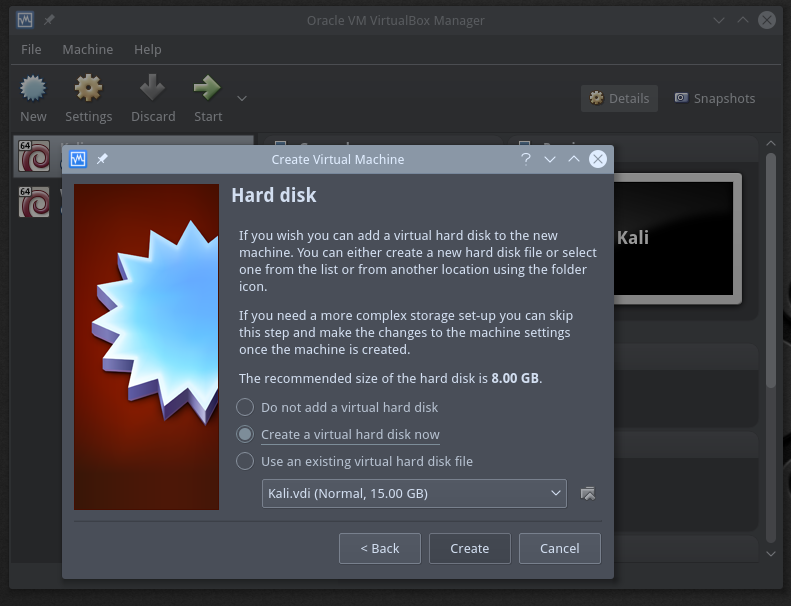 Oracle VM VirtualBox Manager
File Machine Help
New Settings Discard Start
Details Snapshots
64
64
Create Virtual Machine
Hard disk
If you wish you can add a virtual hard disk to the new
machine. You can either create a new hard disk file or select
one from the list or from another location using the folder
icon.
If you need a more complex storage set-up you can skip
this step and make the changes to the machine settings
once the machine is created.
The recommended size of the hard disk is 8.00 GB.
Do not add a virtual hard disk
Create a virtual hard disk now
Use an existing virtual hard disk file
Kali.vdi (Normal, 15.00 GB)
< Back Create Cancel
Kali